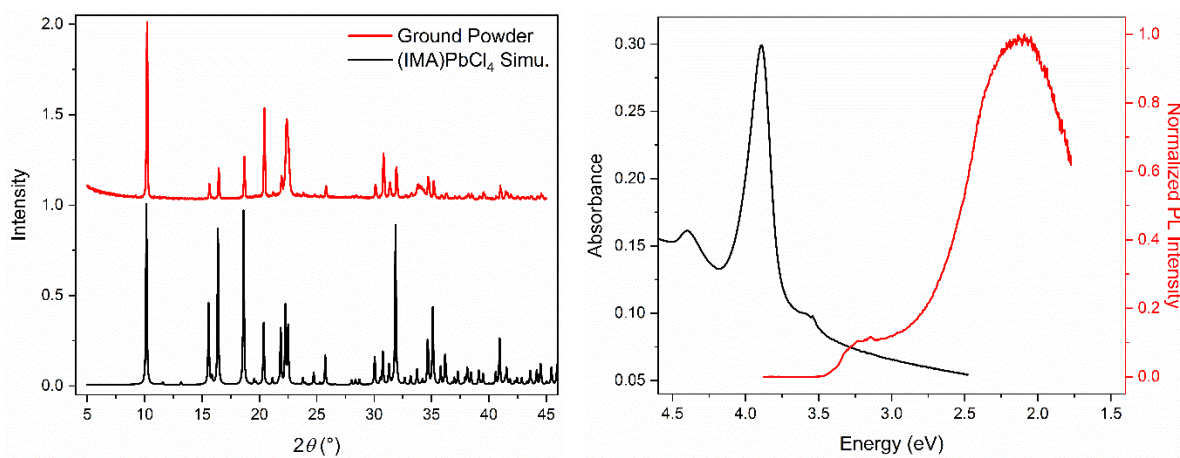 Ground Powder
(IMA)PbCl₄ Simu.
Intensity
2.0
1.5
1.0
0.5
0.0
5 10 15 20 25 30 35 40 45
2θ (°)
Absorbance
0.30
0.25
0.20
0.15
0.10
0.05
4.5 4.0 3.5 3.0 2.5 2.0 1.5
Energy (eV)
1.0
0.8
0.6
0.4
0.2
0.0
Normalized PL Intensity